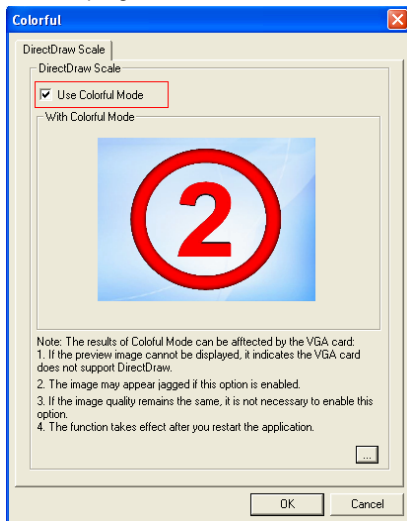 Colorful
DirectDraw Scale
DirectDraw Scale
Use Colorful Mode
With Colorful Mode
2
Note: The results of Coloful Mode can be afftected by the VGA card:
1. If the preview image cannot be displayed, it indicates the VGA card
does not support DirectDraw.
2. The image may appear jagged if this option is enabled.
3. If the image quality remains the same, it is not necessary to enable this
option.
4. The function takes effect after you restart the application.
...
OK
Cancel